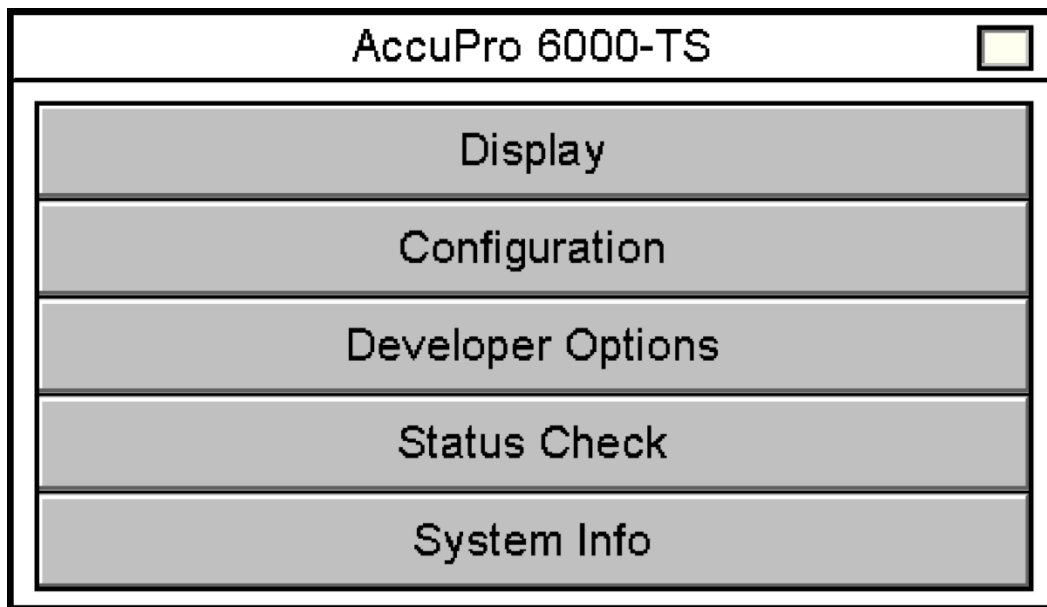 AccuPro 6000-TS
Display
Configuration
Developer Options
Status Check
System Info